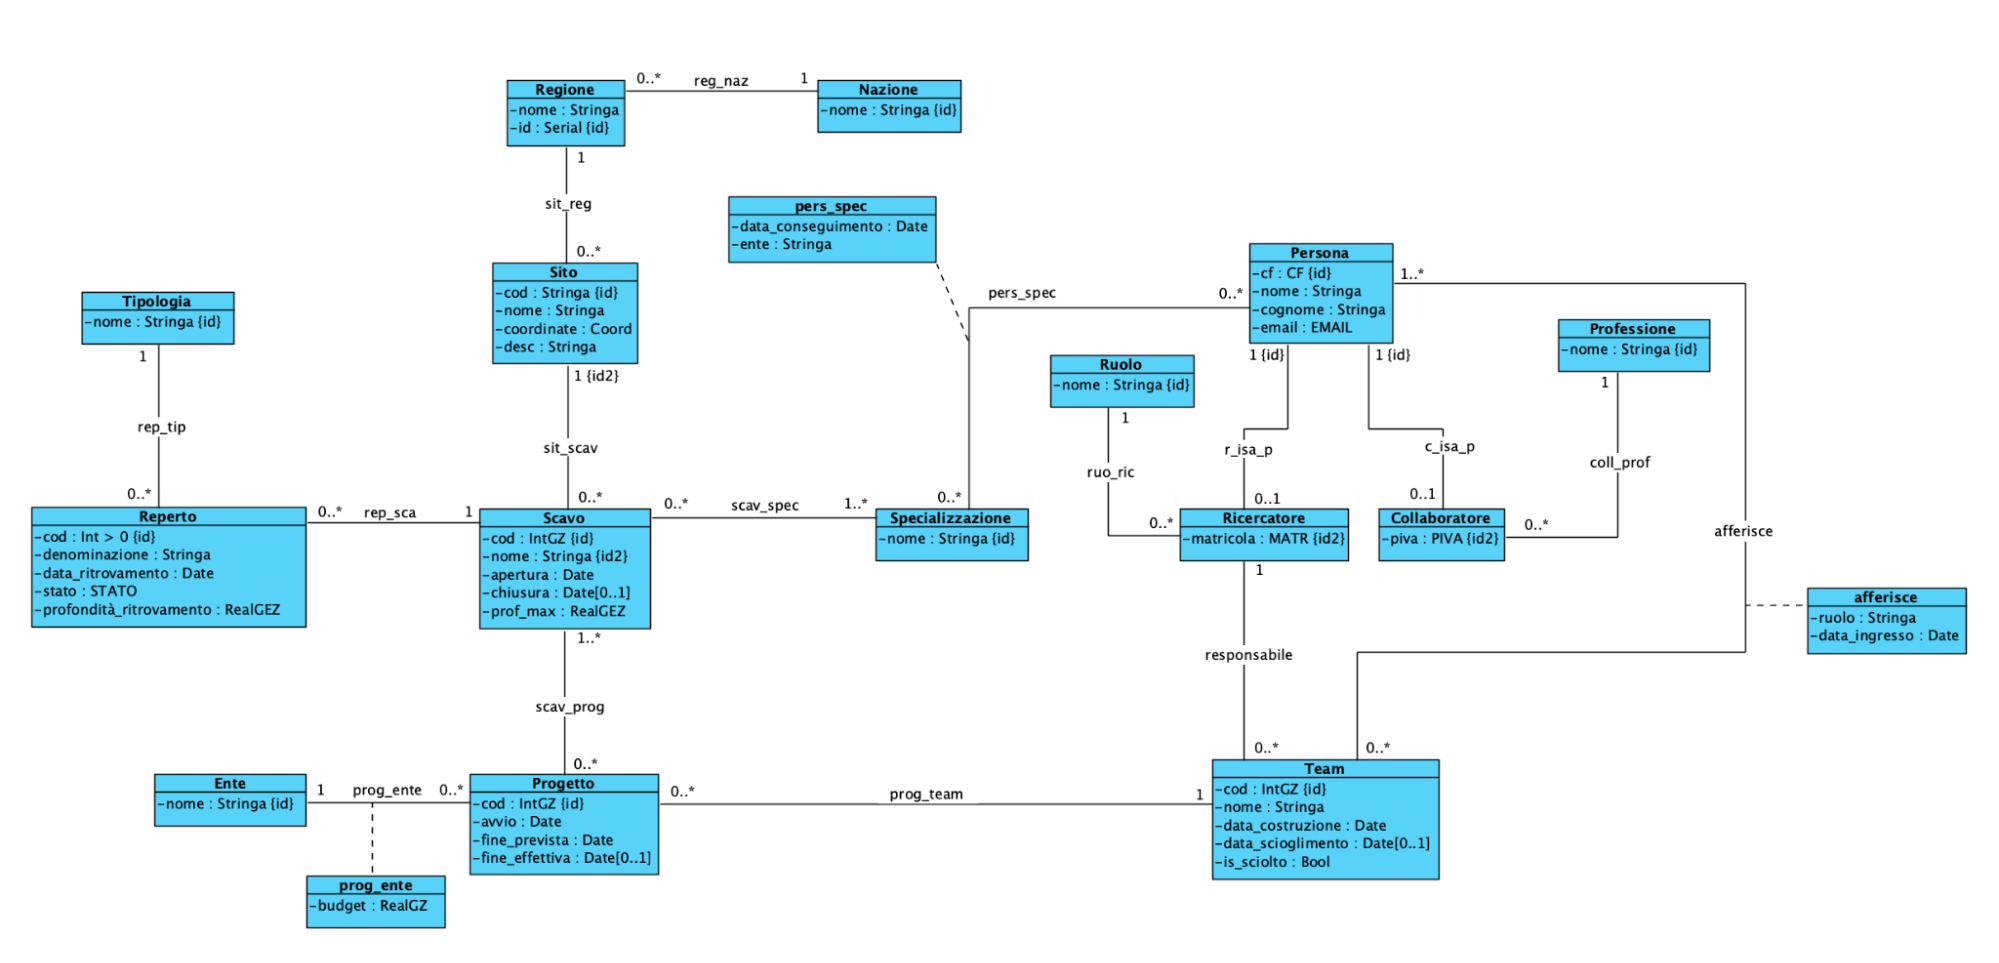 0..*
reg_naz
1
Regione
-nome : Stringa
-id : Serial {id}
Nazione
-nome : Stringa {id}
1
sit_reg
0..*
pers_spec
-data_conseguimento : Date
-ente : Stringa
Persona
-cf : CF {id}
-nome : Stringa
-cognome : Stringa
-email : EMAIL
1..*
pers_spec
0..*
Sito
-cod : Stringa {id}
-nome : Stringa
-coordinate : Coord
-desc : Stringa
Tipologia
-nome : Stringa {id}
1
Professione
-nome : Stringa {id}
1
1 {id}
1 {id}
Ruolo
-nome : Stringa {id}
1
1 {id2}
rep_tip
sit_scav
r_isa_p
c_isa_p
ruo_ric
coll_prof
0..*
0..*
0..*
0..1
0..1
Reperto
-cod : Int > 0 {id}
-denominazione : Stringa
-data_ritrovamento : Date
-stato : STATO
-profondità_ritrovamento : RealGEZ
0..*
rep_sca
1
Scavo
-cod : IntGZ {id}
-nome : Stringa {id2}
-apertura : Date
-chiusura : Date[0..1]
-prof_max : RealGEZ
0..*
scav_spec
1..*
Specializzazione
-nome : Stringa {id}
0..*
Ricercatore
-matricola : MATR {id2}
Collaboratore
-piva : PIVA {id2}
0..*
afferisce
1
afferisce
-ruolo : Stringa
-data_ingresso : Date
1..*
responsabile
scav_prog
0..*
0..*
0..*
Ente
-nome : Stringa {id}
1
prog_ente
0..*
Progetto
-cod : IntGZ {id}
-avvio : Date
-fine_prevista : Date
-fine_effettiva : Date[0..1]
0..*
prog_team
1
Team
-cod : IntGZ {id}
-nome : Stringa
-data_costruzione : Date
-data_scioglimento : Date[0..1]
-is_sciolto : Bool
prog_ente
-budget : RealGZ